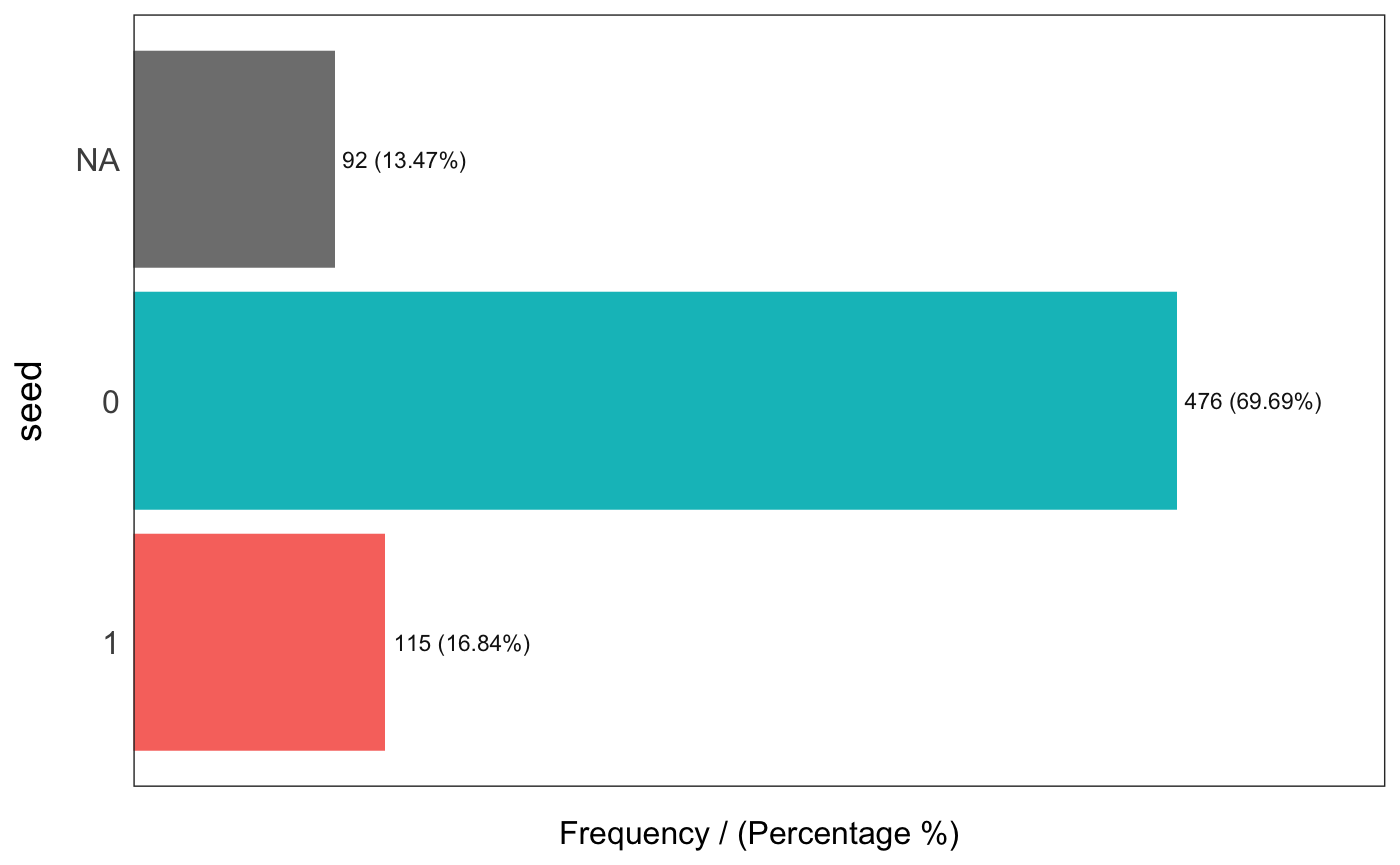 NA
92 (13.47%)
seed
0
476 (69.69%)
1
115 (16.84%)
Frequency / (Percentage %)